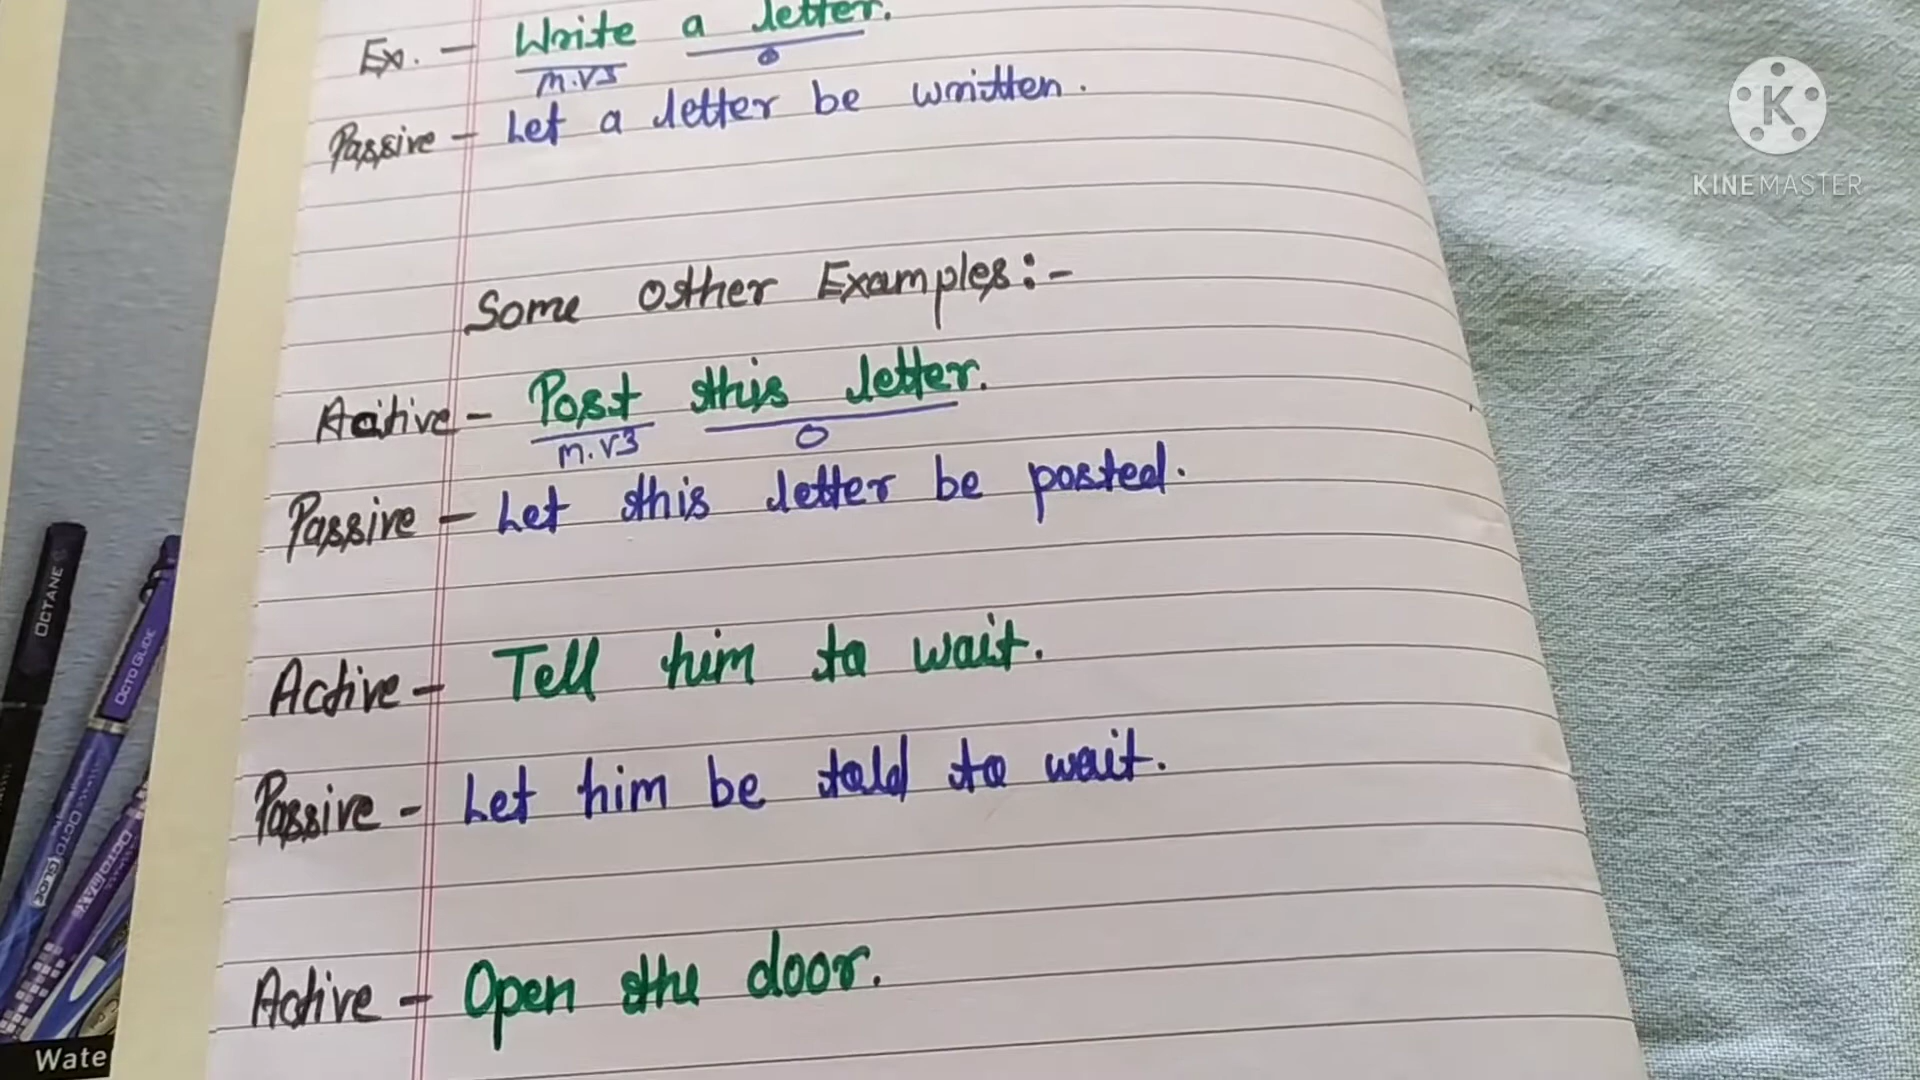 Ex. - Write a letter.
m.v3 o
Passive - Let a letter be written.
Some other Examples:-
Active - Post this letter.
m.v3 o
Passive - Let this letter be posted.
Active - Tell him to wait.
Passive - Let him be told to wait.
Active - Open the door.
KINEMASTER
K
OCTANE
OCTO GLIDE
Wate